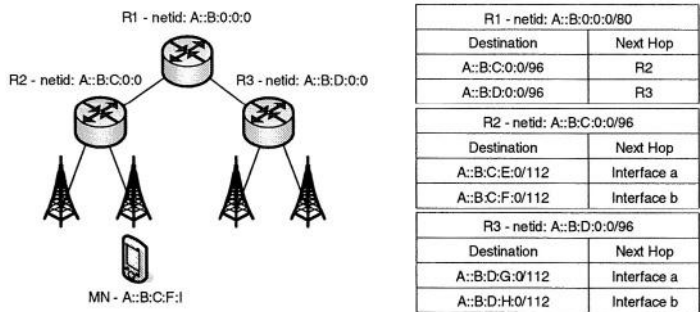 R1 - netid: A::B:0:0:0
R2 - netid: A::B:C:0:0
R3 - netid: A::B:D:0:0
MN - A::B:C:F:I
R1 - netid: A::B:0:0:0/80
Destination Next Hop
A::B:C:0:0/96 R2
A::B:D:0:0/96 R3
R2 - netid: A::B:C:0:0/96
Destination Next Hop
A::B:C:E:0/112 Interface a
A::B:C:F:0/112 Interface b
R3 - netid: A::B:D:0:0/96
Destination Next Hop
A::B:D:G:0/112 Interface a
A::B:D:H:0/112 Interface b